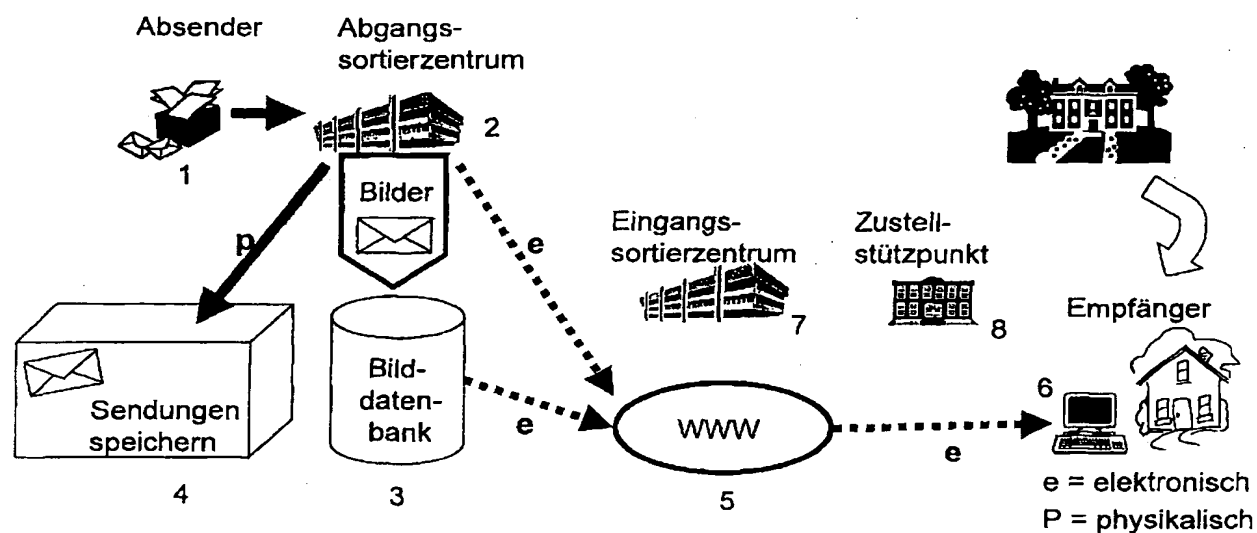 Absender
Abgangs-
sortierzentrum
1
2
Bilder
p
e
Eingangs-
sortierzentrum
7
Zustell-
stützpunkt
8
Empfänger
6
Sendungen
speichern
4
Bild-
daten-
bank
3
e
WWW
5
e
e = elektronisch
P = physikalisch